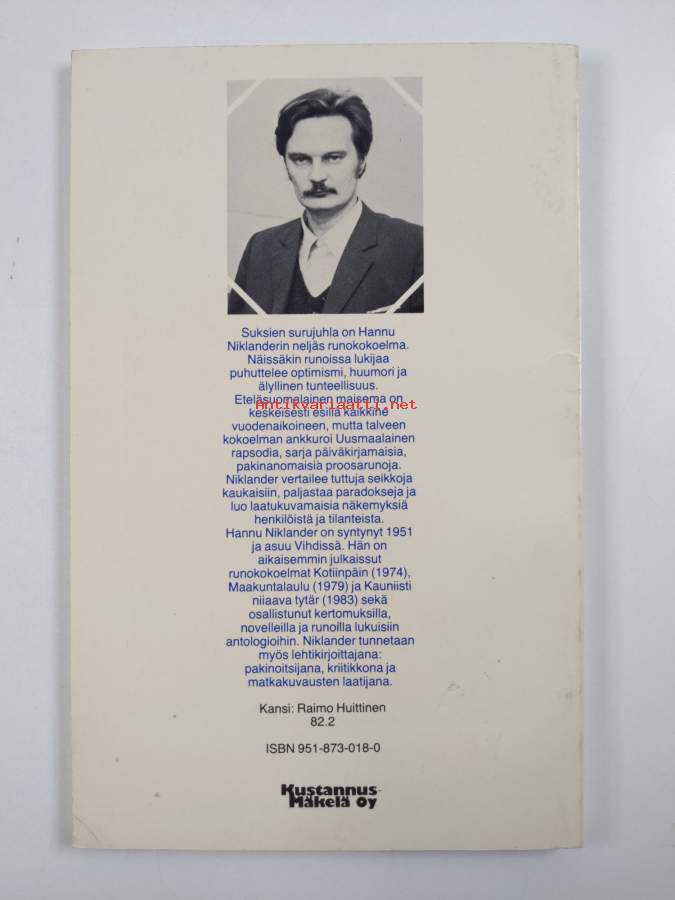 Suksien surujuhla on Hannu
Niklanderin neljäs runokokoelma.
Näissäkin runoissa lukijaa
puhuttelee optimismi, huumori ja
älyllinen tunteellisuus.
Eteläsuomalainen maisema on
Antikvariaatti.net
keskeisesti esillä kaikkine
vuodenaikoineen, mutta talveen
kokoelman ankkuroi Uusmaalainen
rapsodia, sarja päiväkirjamaisia,
pakinanomaisia proosarunoja.
Niklander vertailee tuttuja seikkoja
kaukaisiin, paljastaa paradokseja ja
luo laatukuvamaisia näkemyksiä
henkilöistä ja tilanteista.
Hannu Niklander on syntynyt 1951
ja asuu Vihdissä. Hän on
aikaisemmin julkaissut
runokokoelmat Kotiinpäin (1974),
Maakuntalaulu (1979) ja Kauniisti
niiaava tytär (1983) sekä
osallistunut kertomuksilla,
novelleilla ja runoilla lukuisiin
antologioihin. Niklander tunnetaan
myös lehtikirjoittajana:
pakinoitsijana, kriitikkona ja
matkakuvausten laatijana.
Kansi: Raimo Huittinen
82.2
ISBN 951-873-018-0
Kustannus-
Mäkelä Oy